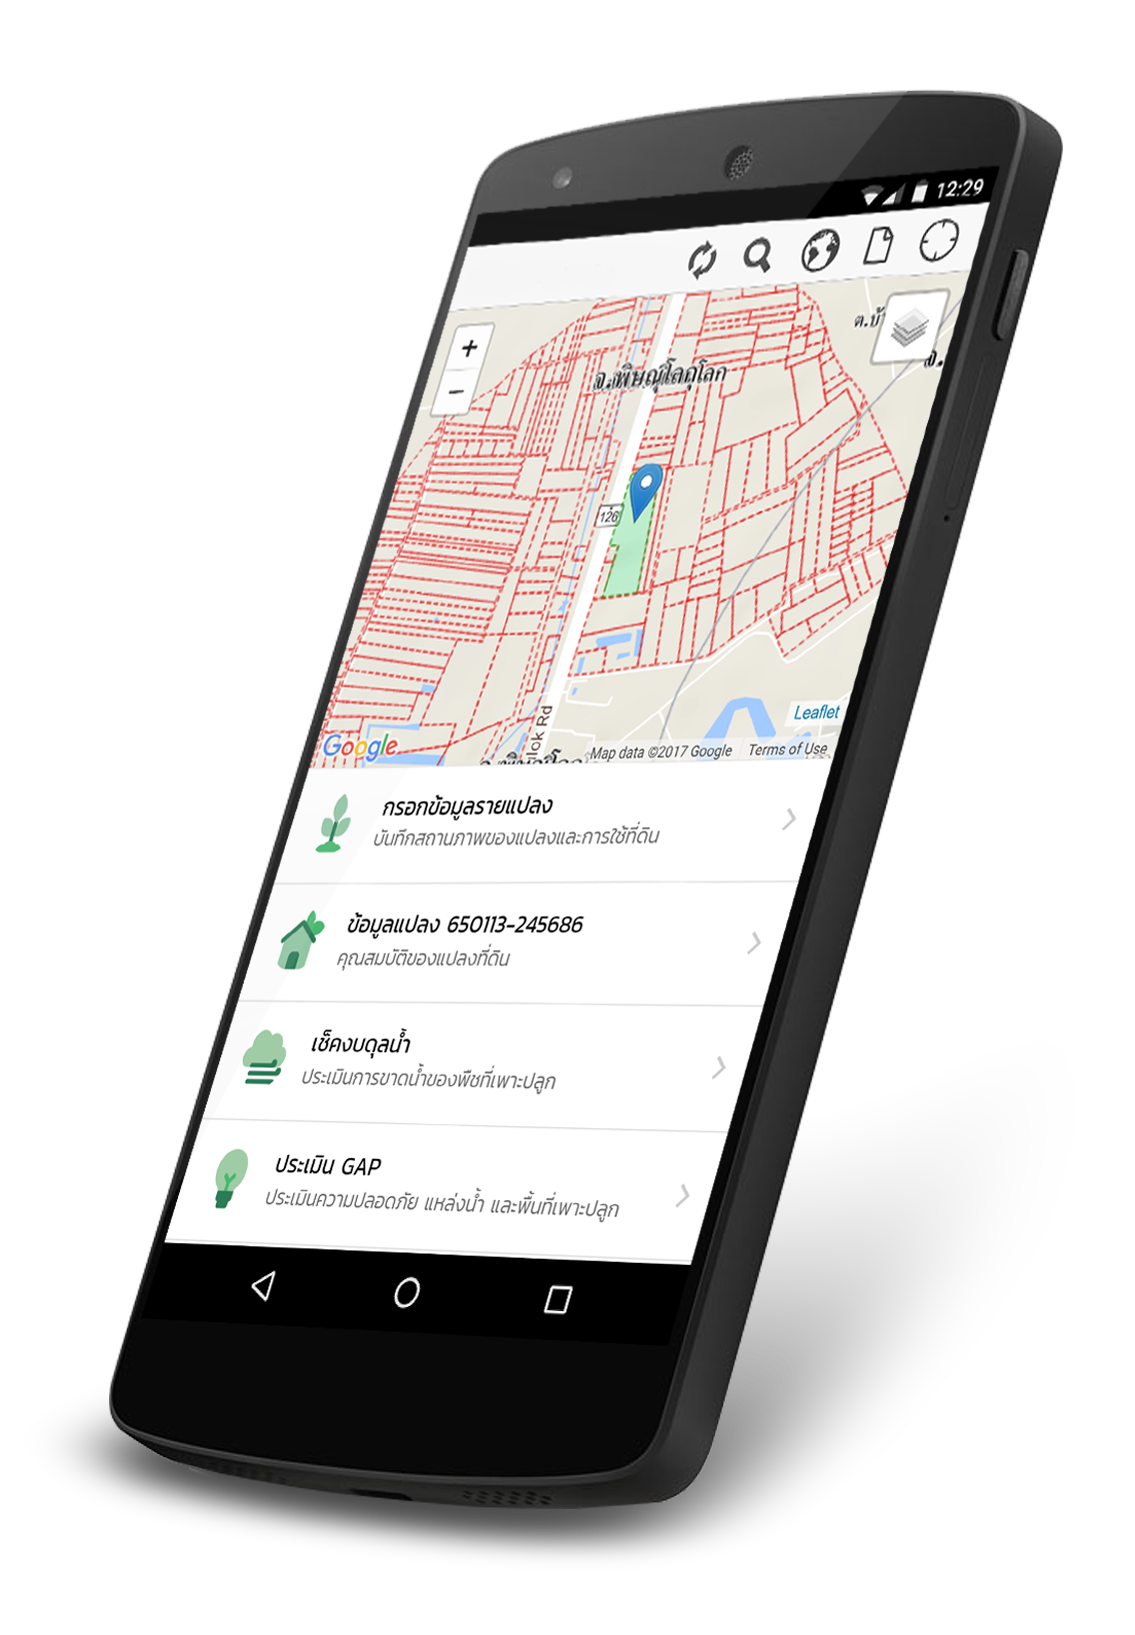 12:29
ต.บ้า
จ.
+
จ.พิษณุโลกุโลก
−
126
lok Rd
Leaflet
Google
Map data ©2017 Google Terms of Use
กรอกข้อมูลรายแปลง
บันทึกสถานภาพของแปลงและการใช้ที่ดิน
ข้อมูลแปลง 650113-245686
คุณสมบัติของแปลงที่ดิน
เช็คงบดุลน้ำ
ประเมินการขาดน้ำของพืชที่เพาะปลูก
ประเมิน GAP
ประเมินความปลอดภัย แหล่งน้ำ และพื้นที่เพาะปลูก